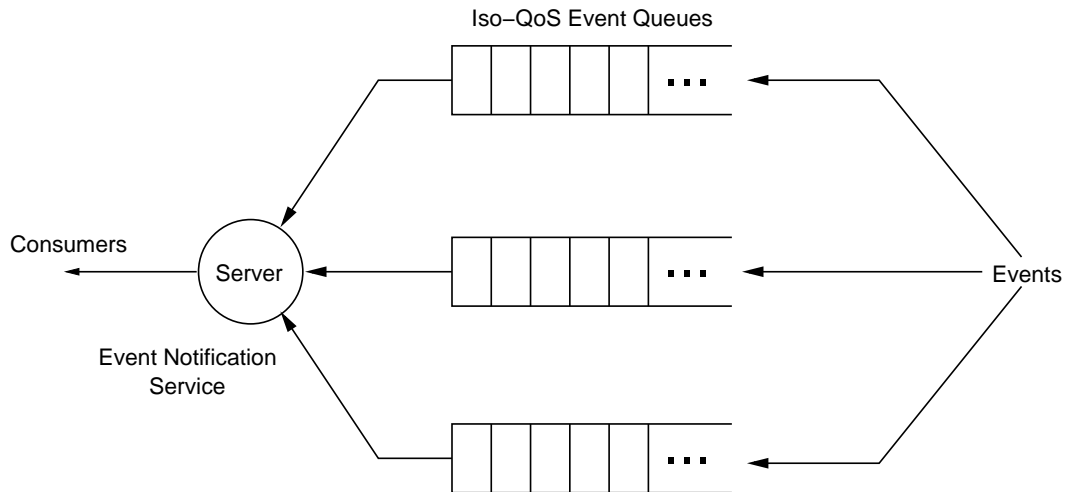 Iso−QoS Event Queues
Consumers
Server
Events
Event Notification
Service